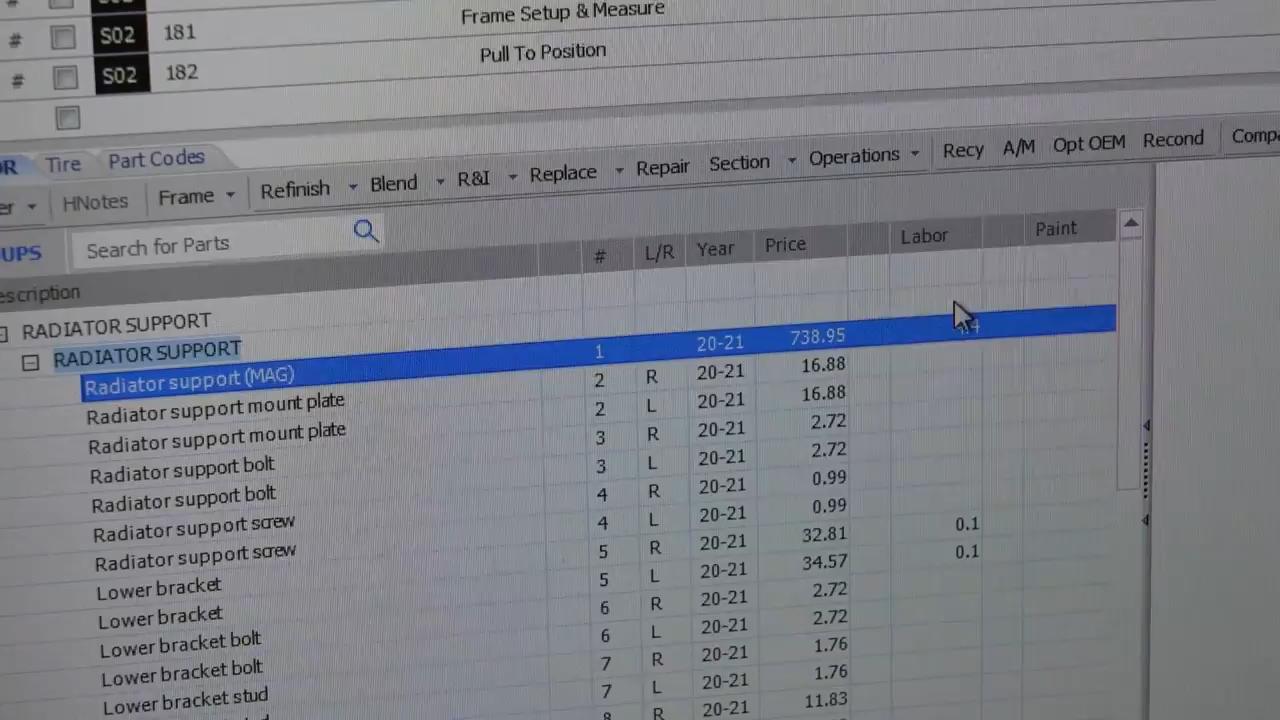 Frame Setup & Measure
# S02 181
Pull To Position
# S02 182
Tire Part Codes
HNotes Frame Refinish Blend R&I Replace Repair Section Operations Recy A/M Opt OEM Recond
Search for Parts
# L/R Year Price Labor Paint
RADIATOR SUPPORT
RADIATOR SUPPORT
Radiator support (MAG) 1 20-21 738.95
Radiator support mount plate 2 R 20-21 16.88
Radiator support mount plate 2 L 20-21 16.88
Radiator support bolt 3 R 20-21 2.72
Radiator support bolt 3 L 20-21 2.72
Radiator support screw 4 R 20-21 0.99
Radiator support screw 4 L 20-21 0.99
Lower bracket 5 R 20-21 32.81 0.1
Lower bracket 5 L 20-21 34.57 0.1
Lower bracket bolt 6 R 20-21 2.72
Lower bracket bolt 6 L 20-21 2.72
Lower bracket stud 7 R 20-21 1.76
7 L 20-21 1.76
8 R 20-21 11.83